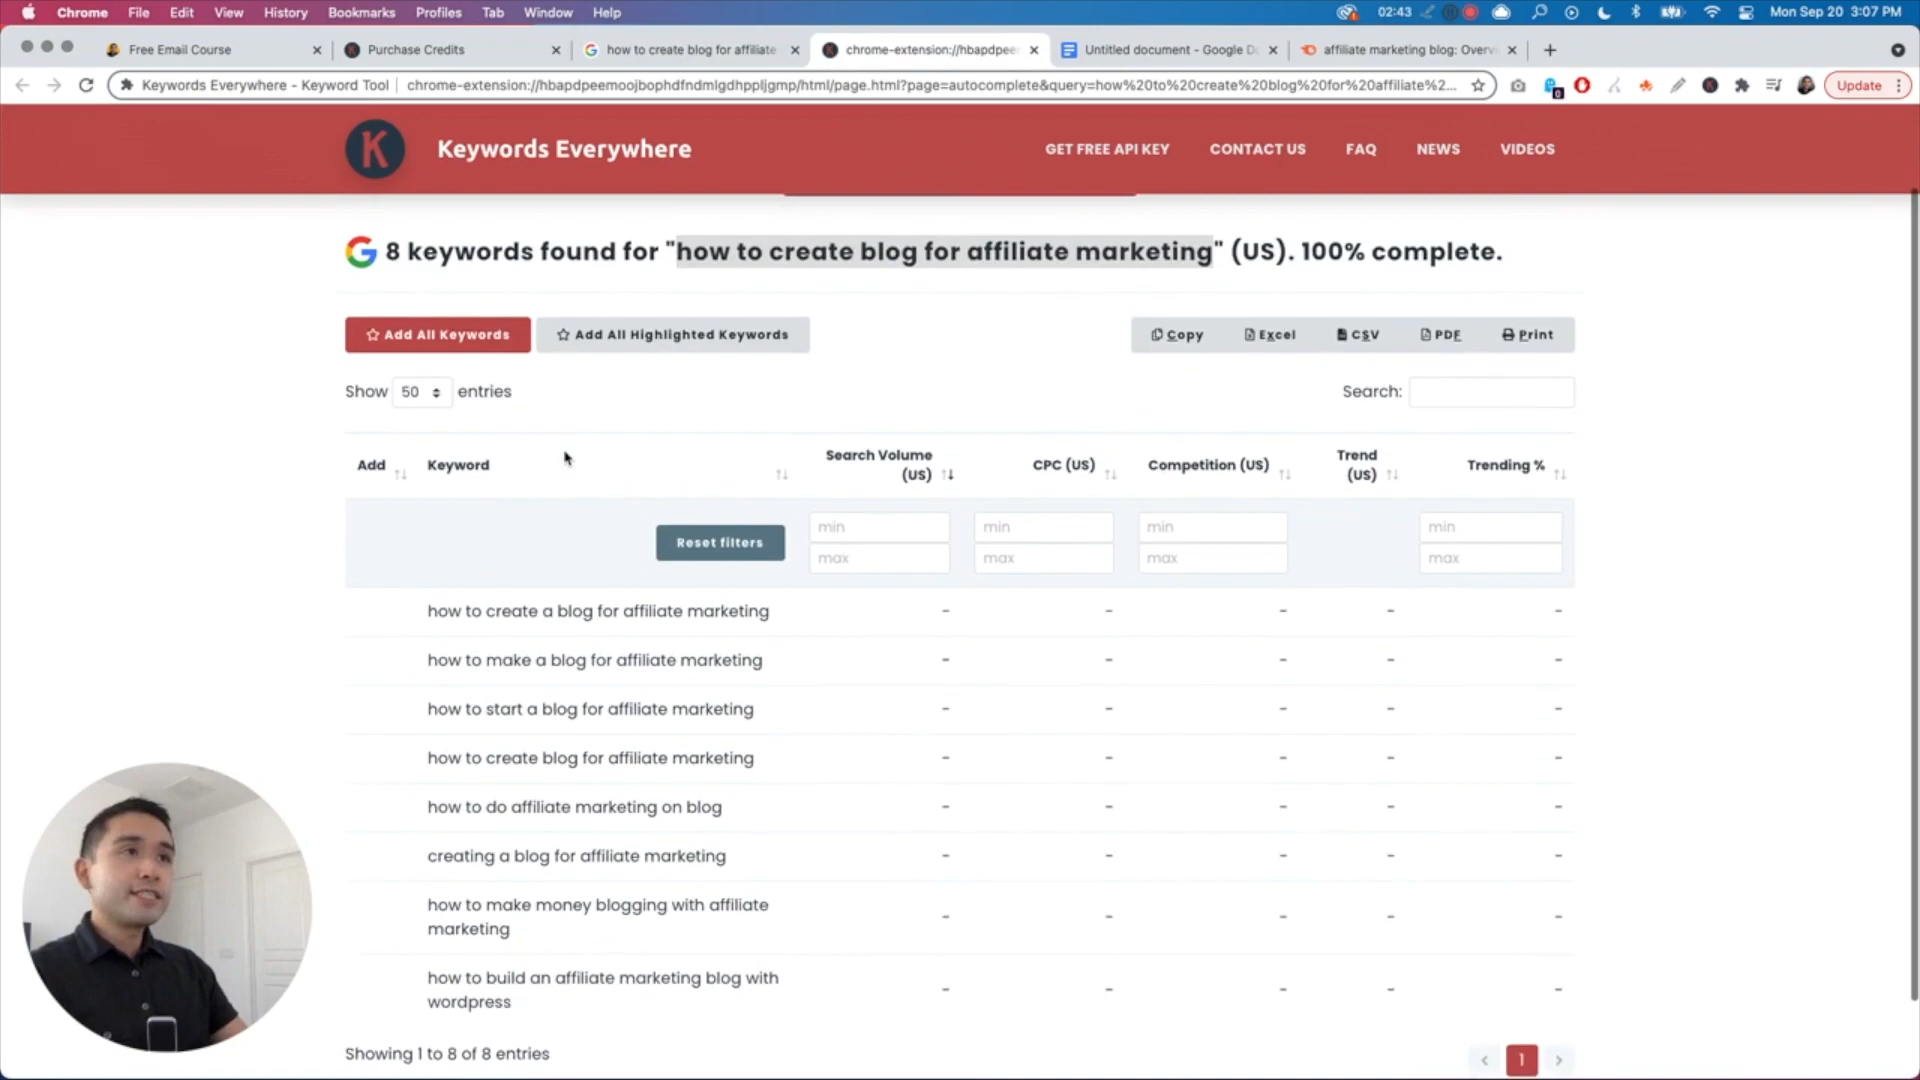 Chrome File Edit View History Bookmarks Profiles Tab Window Help 02:43 Mon Sep 20 3:07 PM
Free Email Course Purchase Credits how to create blog for affiliate chrome-extension://hbapdpee Untitled document - Google D affiliate marketing blog: Overv
Keywords Everywhere - Keyword Tool chrome-extension://hbapdpeemoojbophdfndmlgdhppljgmp/html/page.html?page=autocomplete&query=how%20to%20create%20blog%20for%20affiliate%2... Update
K Keywords Everywhere GET FREE API KEY CONTACT US FAQ NEWS VIDEOS
G 8 keywords found for "how to create blog for affiliate marketing" (US). 100% complete.
Add All Keywords Add All Highlighted Keywords Copy Excel CSV PDF Print
Show 50 entries Search:
Add Keyword Search Volume (US) CPC (US) Competition (US) Trend (US) Trending %
Reset filters min min min min
max max max max
how to create a blog for affiliate marketing - - - - -
how to make a blog for affiliate marketing - - - - -
how to start a blog for affiliate marketing - - - - -
how to create blog for affiliate marketing - - - - -
how to do affiliate marketing on blog - - - - -
creating a blog for affiliate marketing - - - - -
how to make money blogging with affiliate
marketing - - - - -
how to build an affiliate marketing blog with
wordpress - - - - -
Showing 1 to 8 of 8 entries
1